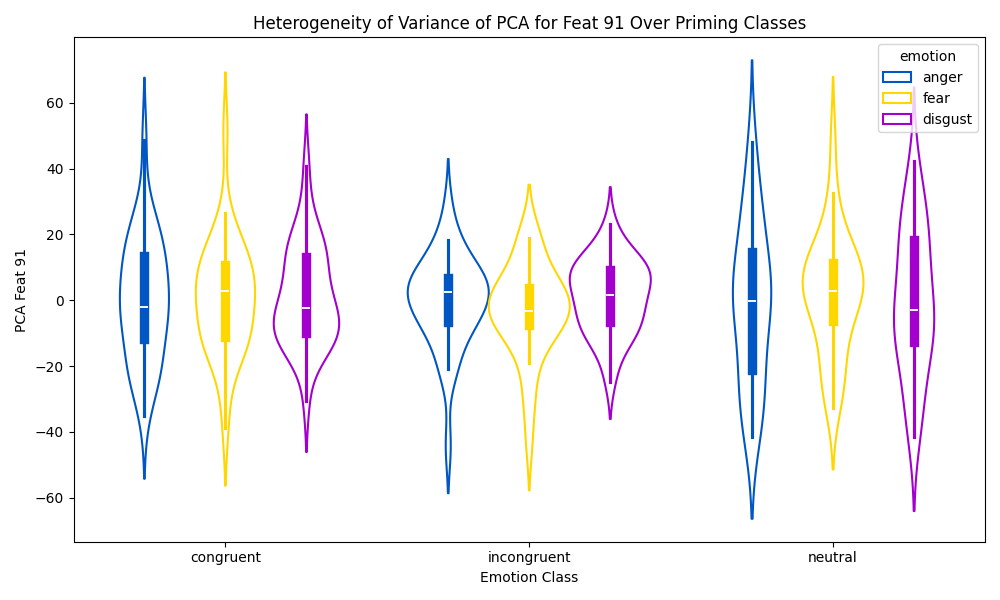 Heterogeneity of Variance of PCA for Feat 91 Over Priming Classes
emotion
anger
fear
disgust
PCA Feat 91
60
40
20
0
−20
−40
−60
congruent
incongruent
neutral
Emotion Class